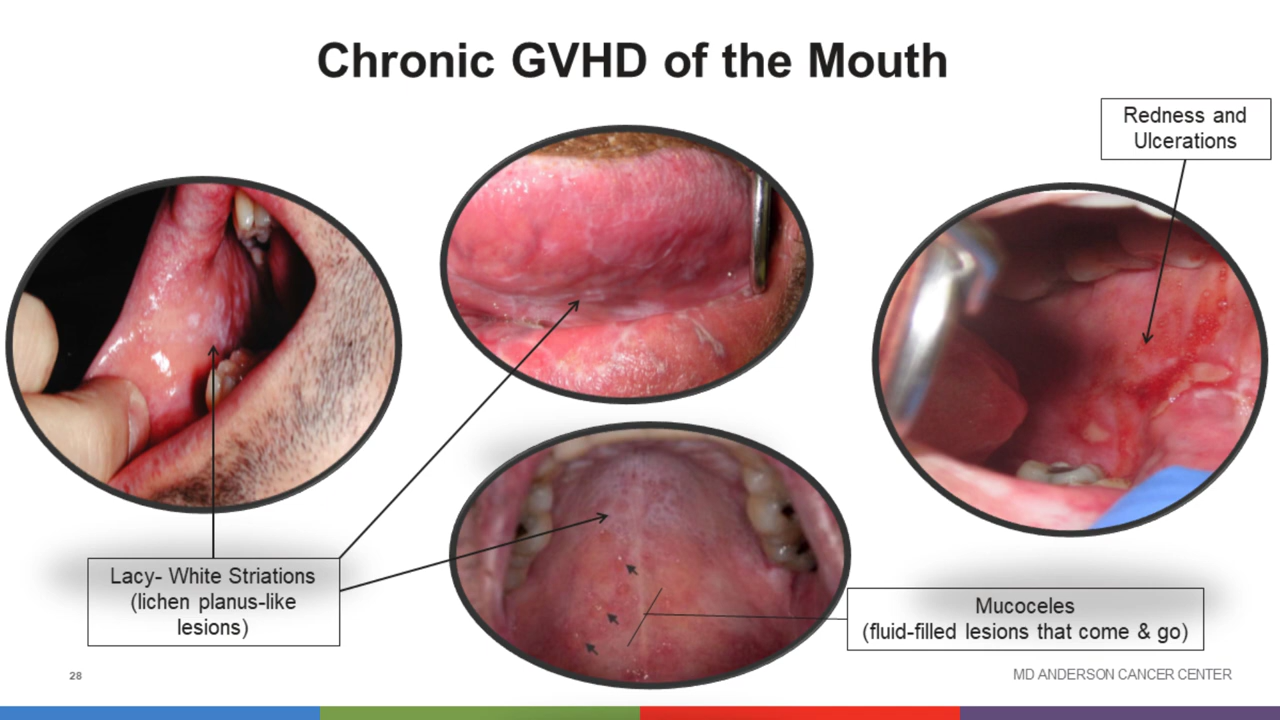 Chronic GVHD of the Mouth
Redness and
Ulcerations
Lacy- White Striations
(lichen planus-like
lesions)
Mucoceles
(fluid-filled lesions that come & go)
28
MD ANDERSON CANCER CENTER